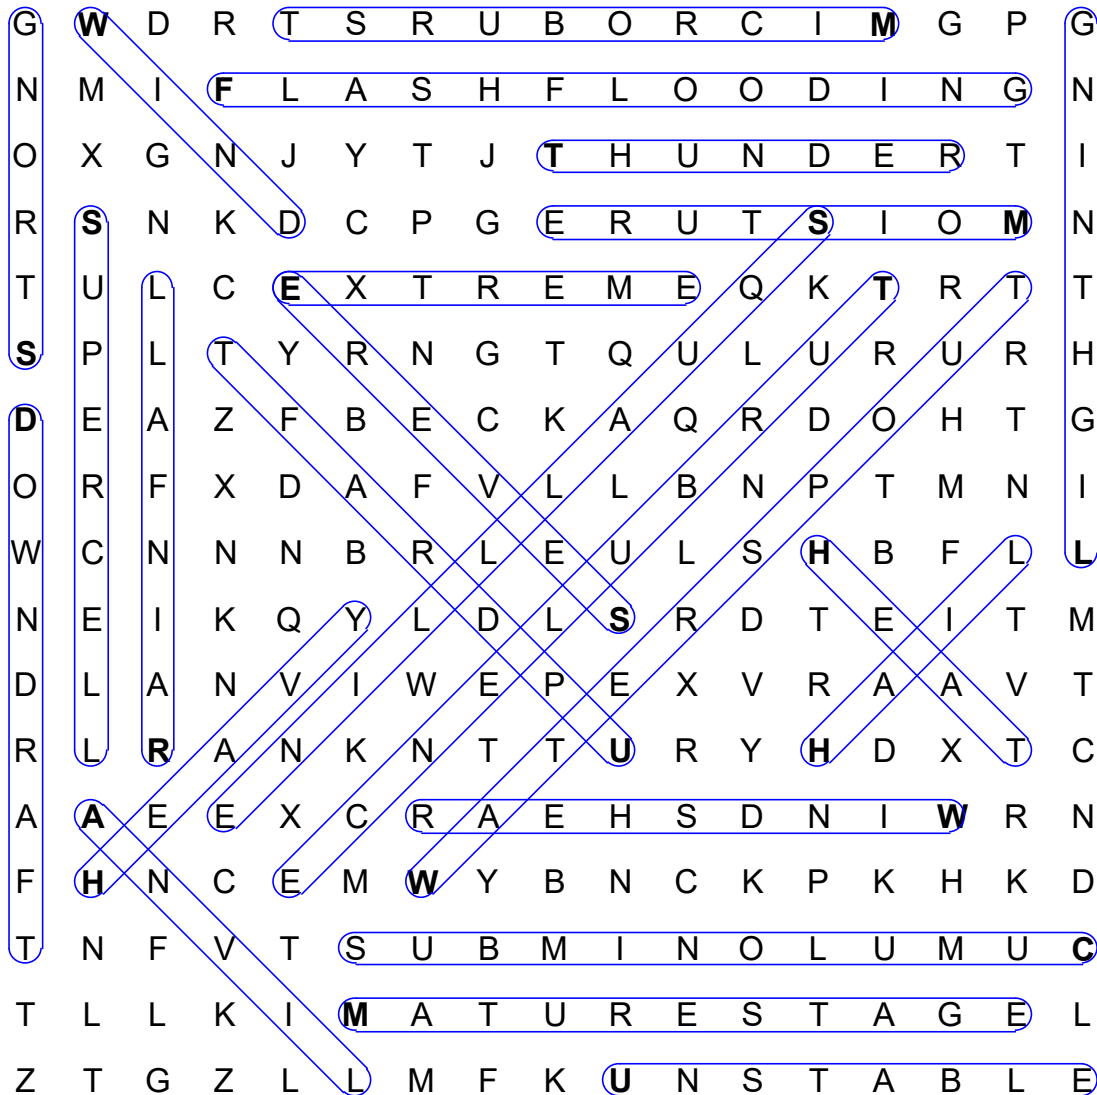 G W D R T S R U B O R C I M G P G
N M I F L A S H F L O O D I N G N
O X G N J Y T J T H U N D E R T I
R S N K D C P G E R U T S I O M N
T U L C E X T R E M E Q K T R T T
S P L T Y R N G T Q U L U R U R H
D E A Z F B E C K A Q R D O H T G
O R F X D A F V L L B N P T M N I
W C N N N B R L E U L S H B F L L
N E I K Q Y L D L S R D T E I T M
D L A N V I W E P E X V R A A V T
R L R A N K N T T U R Y H D X T C
A A E E X C R A E H S D N I W R N
F H N C E M W Y B N C K P K H K D
T N F V T S U B M I N O L U M U C
T L L K I M A T U R E S T A G E L
Z T G Z L L M F K U N S T A B L E